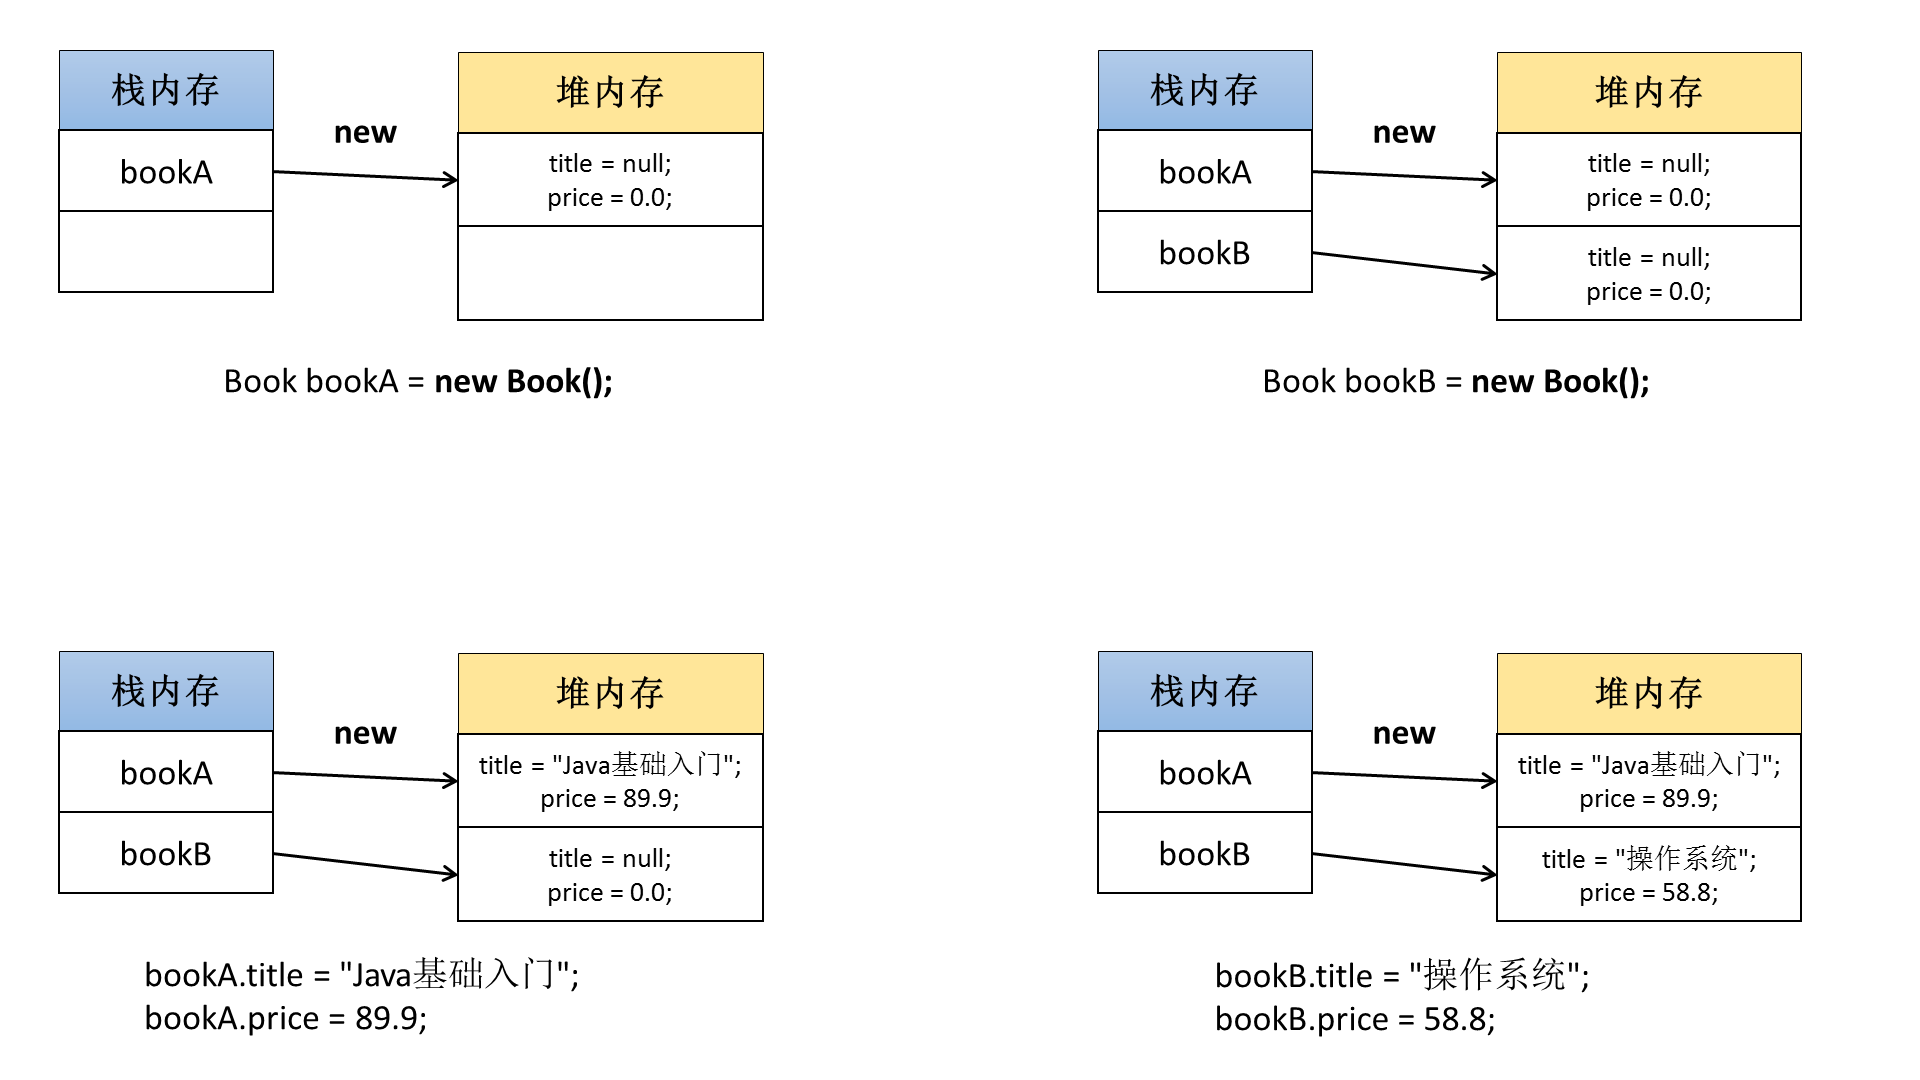 栈内存
堆内存
new
bookA
title = null;
price = 0.0;
Book bookA = new Book();
栈内存
堆内存
new
bookA
title = null;
price = 0.0;
bookB
title = null;
price = 0.0;
Book bookB = new Book();
栈内存
堆内存
new
bookA
title = "Java基础入门";
price = 89.9;
bookB
title = null;
price = 0.0;
bookA.title = "Java基础入门";
bookA.price = 89.9;
栈内存
堆内存
new
bookA
title = "Java基础入门";
price = 89.9;
bookB
title = "操作系统";
price = 58.8;
bookB.title = "操作系统";
bookB.price = 58.8;